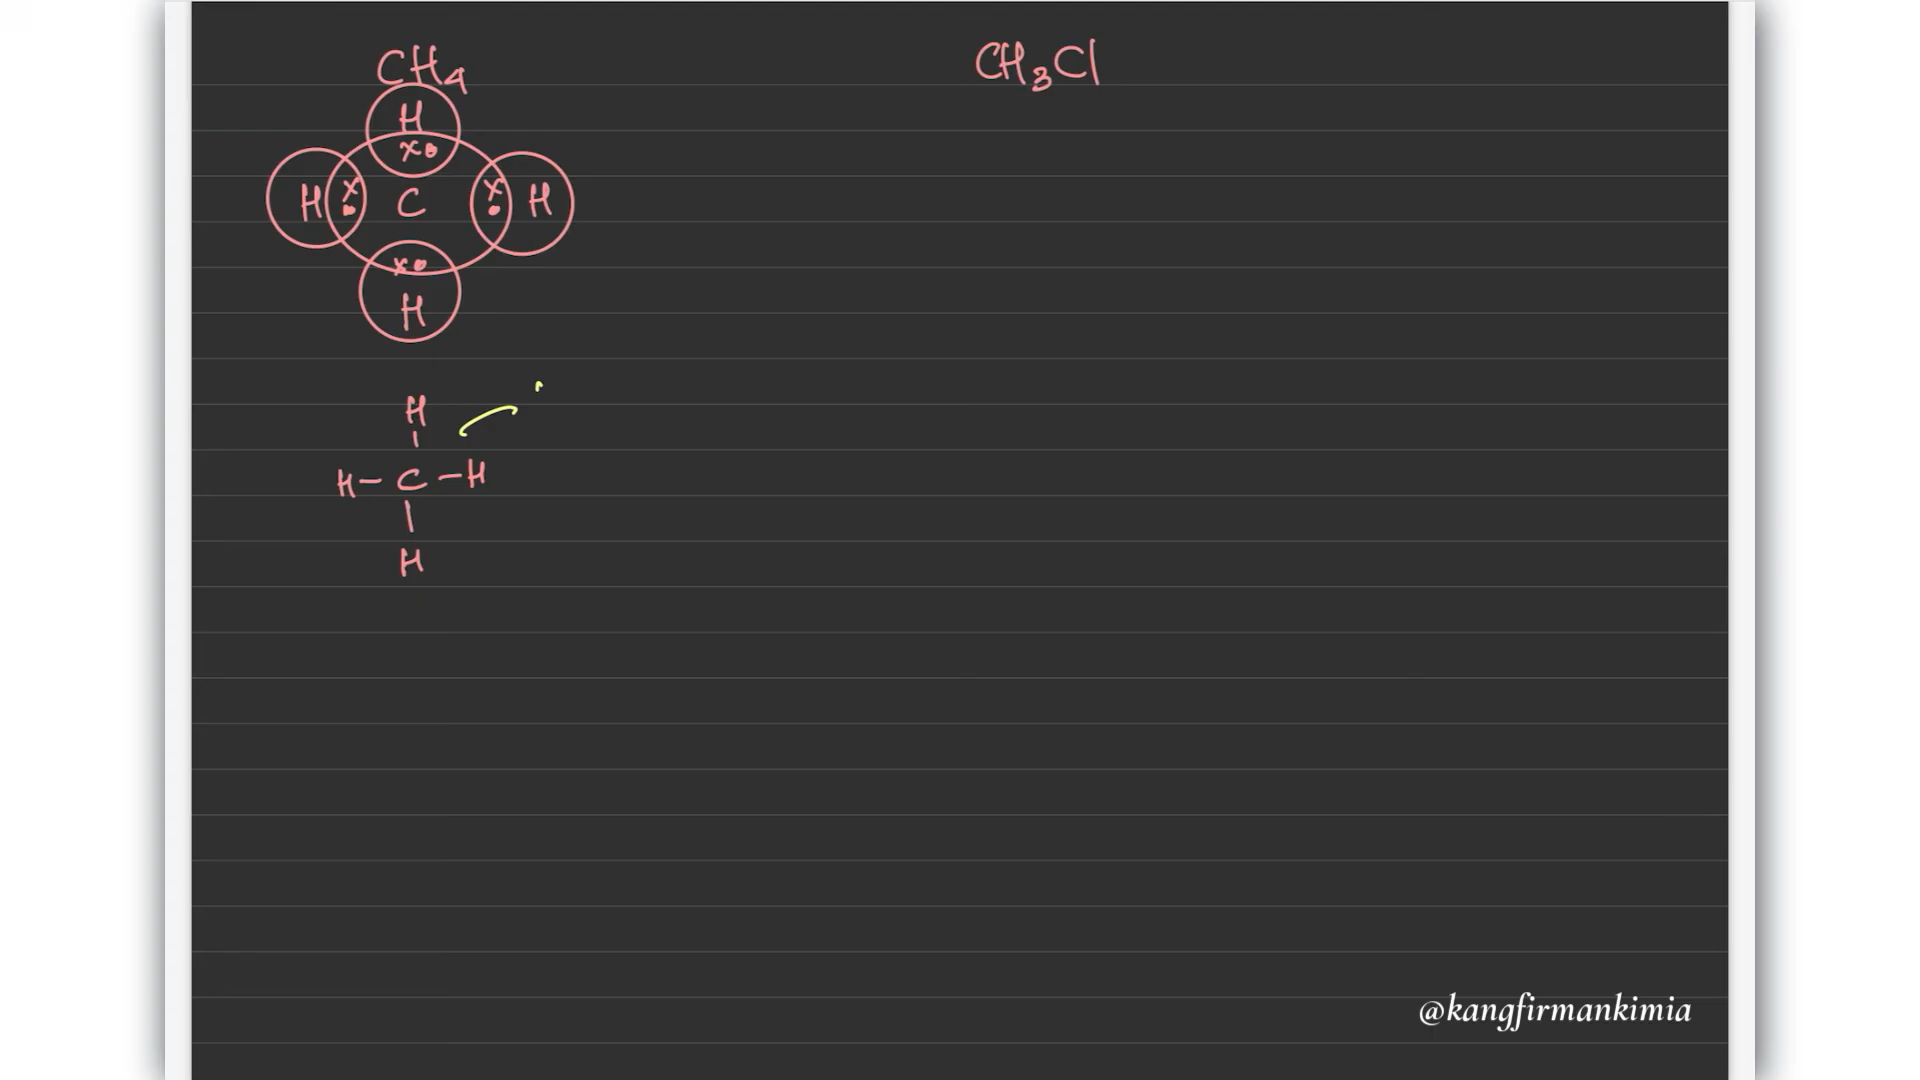 CH₄
CH₃Cl
H
x•
H x• C x• H
x•
H
H
H-C-H
H
@kangfirmankimia